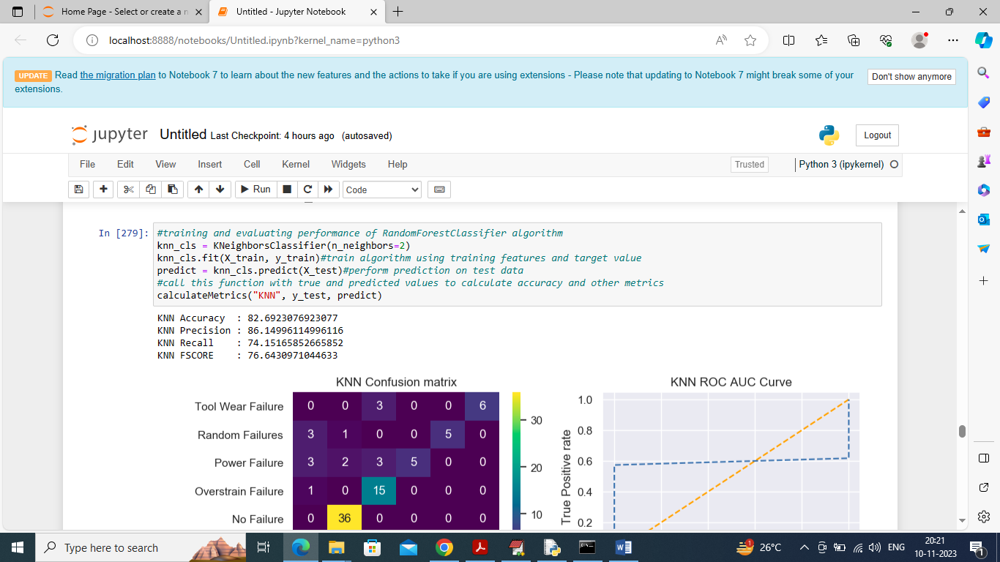 Home Page - Select or create a n
Untitled - Jupyter Notebook
localhost:8888/notebooks/Untitled.ipynb?kernel_name=python3
UPDATE Read the migration plan to Notebook 7 to learn about the new features and the actions to take if you are using extensions - Please note that updating to Notebook 7 might break some of your
extensions.
Don't show anymore
jupyter Untitled Last Checkpoint: 4 hours ago (autosaved)
Logout
File Edit View Insert Cell Kernel Widgets Help
Trusted
Python 3 (ipykernel)
Run
Code
In [279]:
#training and evaluating performance of RandomForestClassifier algorithm
knn_cls = KNeighborsClassifier(n_neighbors=2)
knn_cls.fit(X_train, y_train)#train algorithm using training features and target value
predict = knn_cls.predict(X_test)#perform prediction on test data
#call this function with true and predicted values to calculate accuracy and other metrics
calculateMetrics("KNN", y_test, predict)
KNN Accuracy : 82.6923076923077
KNN Precision : 86.14996114996116
KNN Recall : 74.15165852665852
KNN FSCORE : 76.6430971044633
KNN Confusion matrix
Tool Wear Failure 0 0 3 0 0 6
Random Failures 3 1 0 0 5 0
Power Failure 3 2 3 5 0 0
Overstrain Failure 1 0 15 0 0 0
No Failure 0 36 0 0 0 0
30
20
10
KNN ROC AUC Curve
True Positive rate
1.0
0.8
0.6
0.4
0.2
Type here to search
1
26°C
ENG
20:21
10-11-2023
1